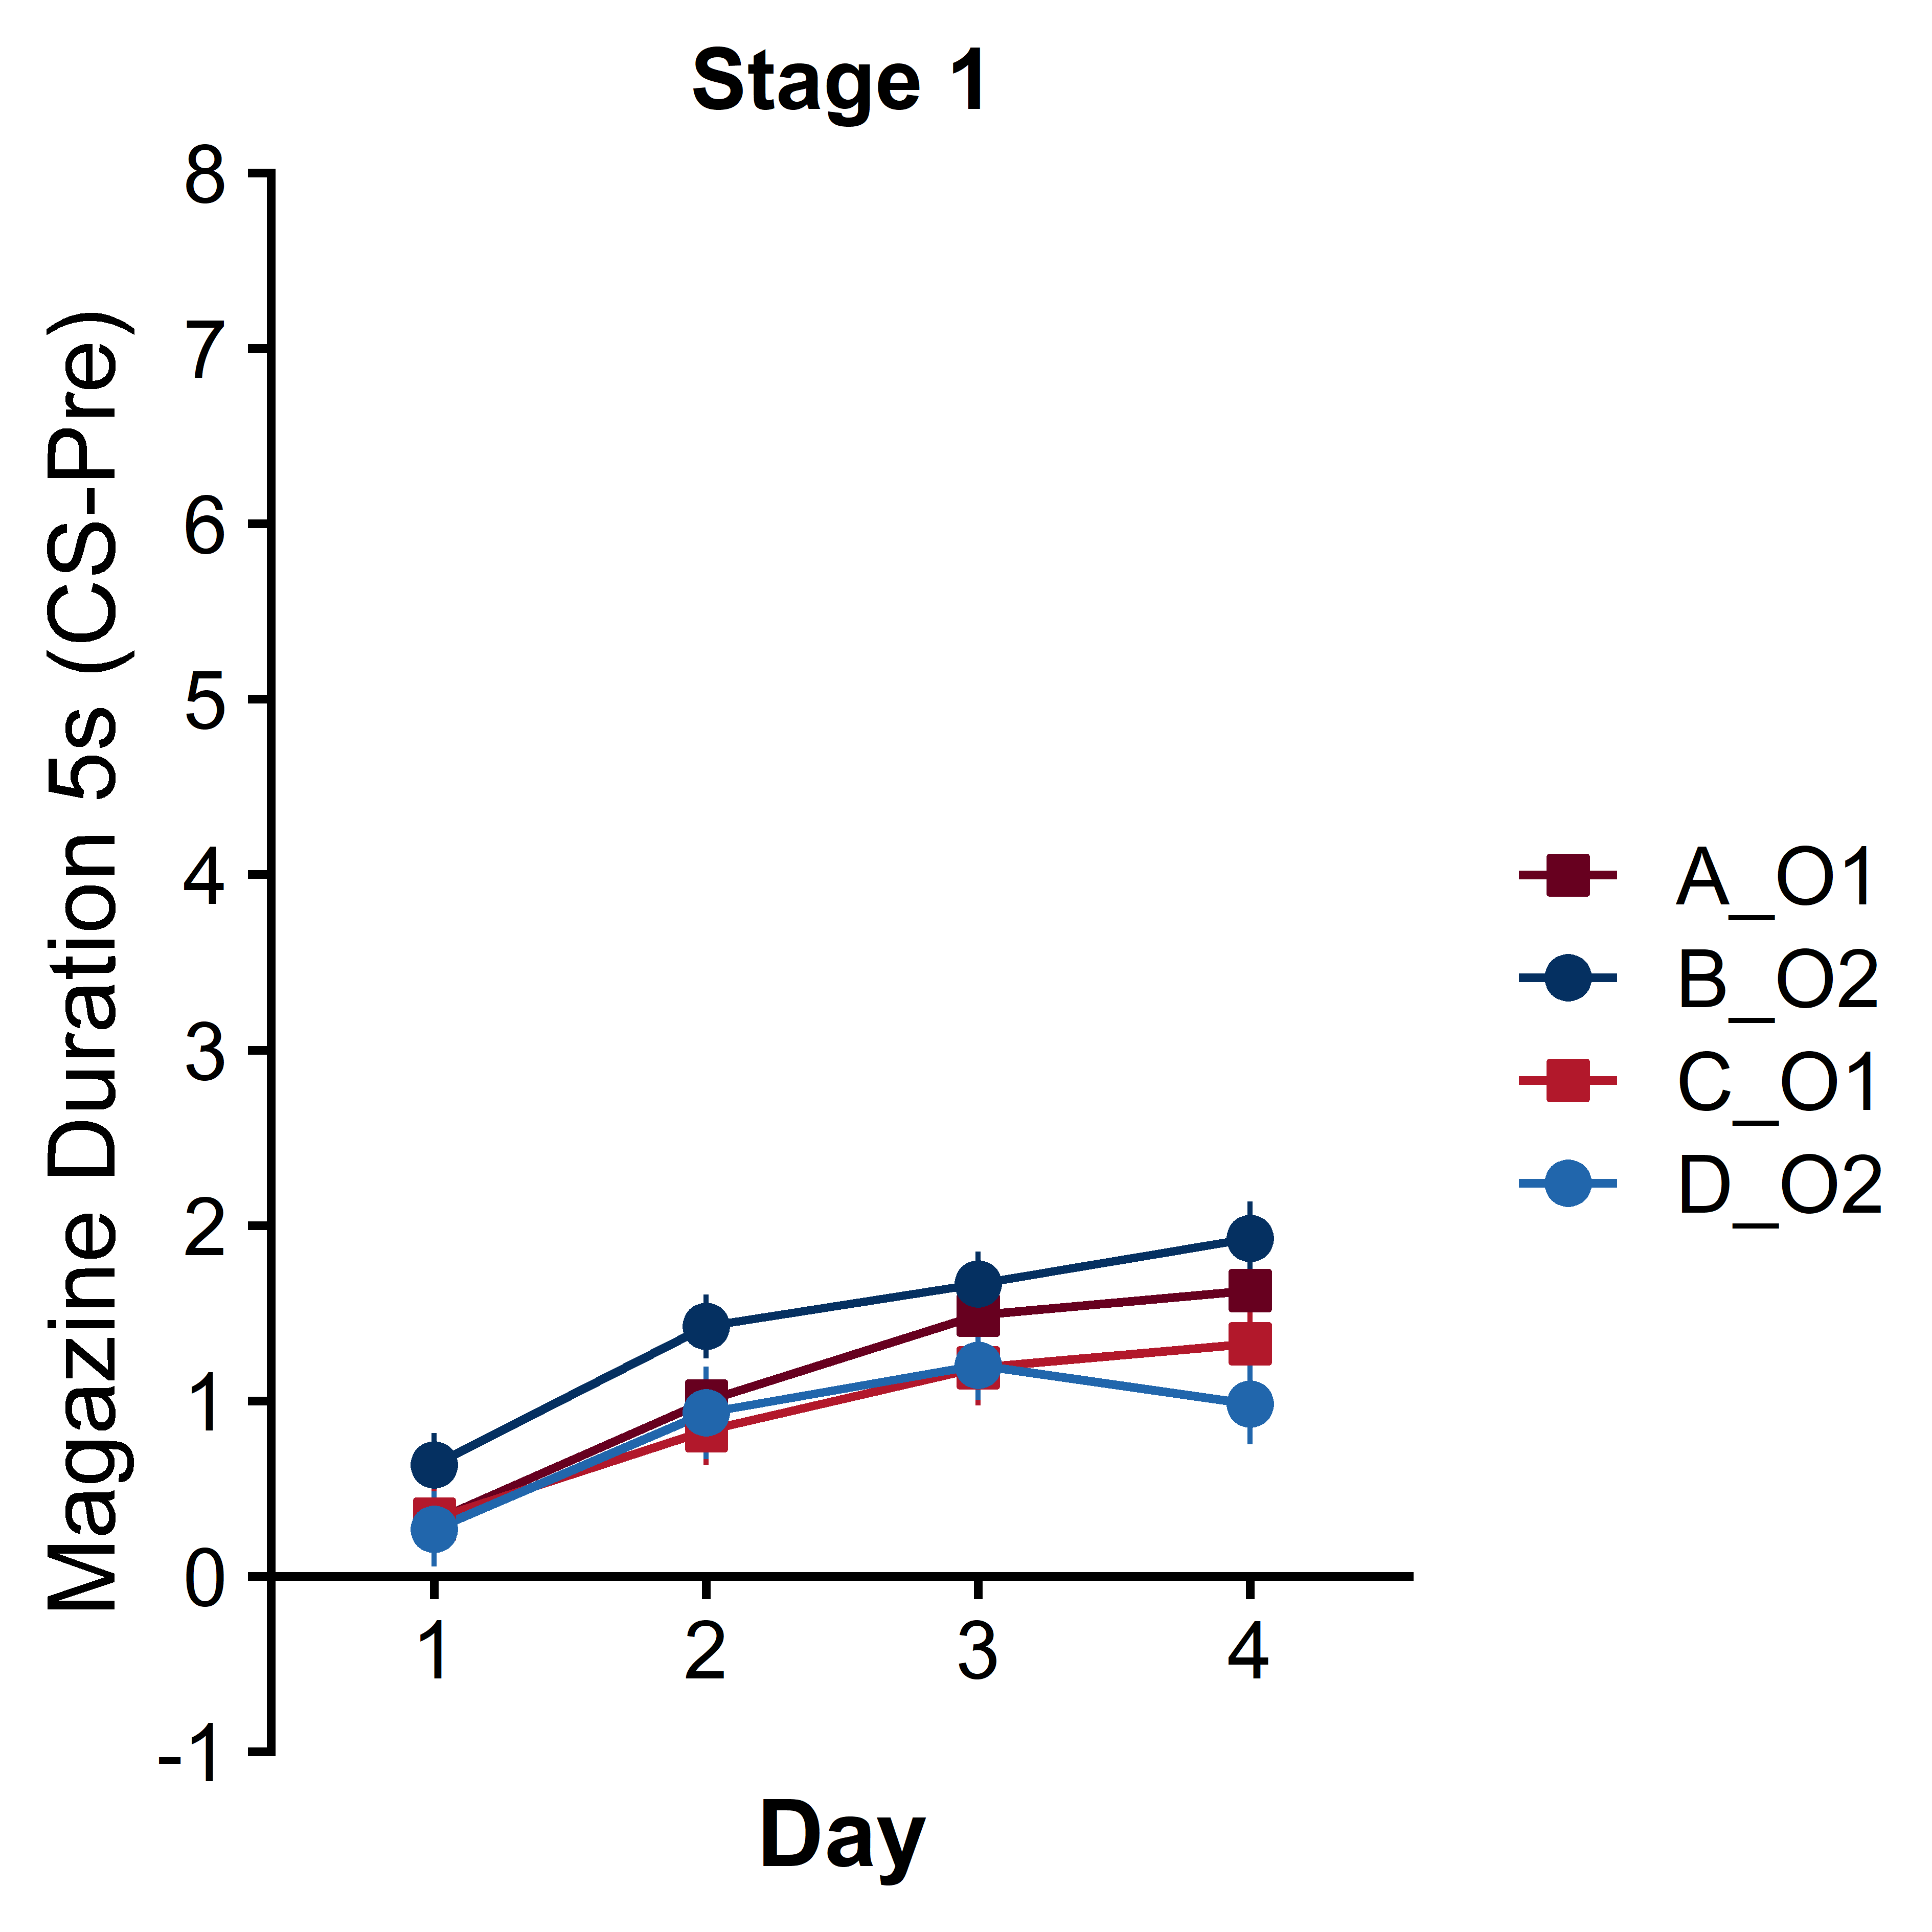 Stage 1
Magazine Duration 5s (CS-Pre)
8
7
6
5
4
3
2
1
0
-1
1 2 3 4
Day
A_O1
B_O2
C_O1
D_O2